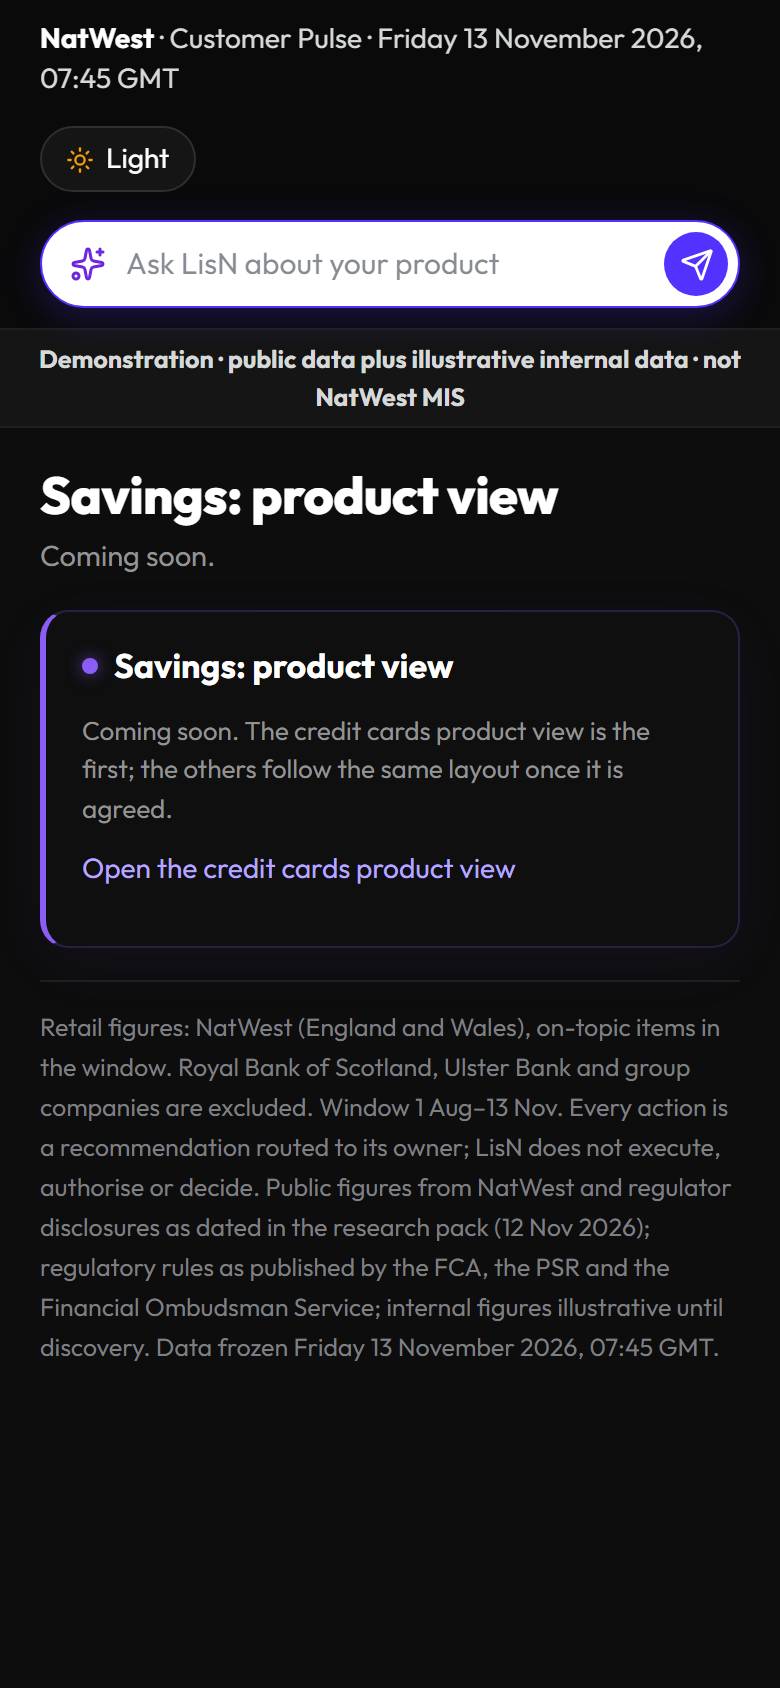 NatWest · Customer Pulse · Friday 13 November 2026,
07:45 GMT
Light
Ask LisN about your product
Demonstration · public data plus illustrative internal data · not
NatWest MIS
Savings: product view
Coming soon.
Savings: product view
Coming soon. The credit cards product view is the
first; the others follow the same layout once it is
agreed.
Open the credit cards product view
Retail figures: NatWest (England and Wales), on-topic items in
the window. Royal Bank of Scotland, Ulster Bank and group
companies are excluded. Window 1 Aug–13 Nov. Every action is
a recommendation routed to its owner; LisN does not execute,
authorise or decide. Public figures from NatWest and regulator
disclosures as dated in the research pack (12 Nov 2026);
regulatory rules as published by the FCA, the PSR and the
Financial Ombudsman Service; internal figures illustrative until
discovery. Data frozen Friday 13 November 2026, 07:45 GMT.